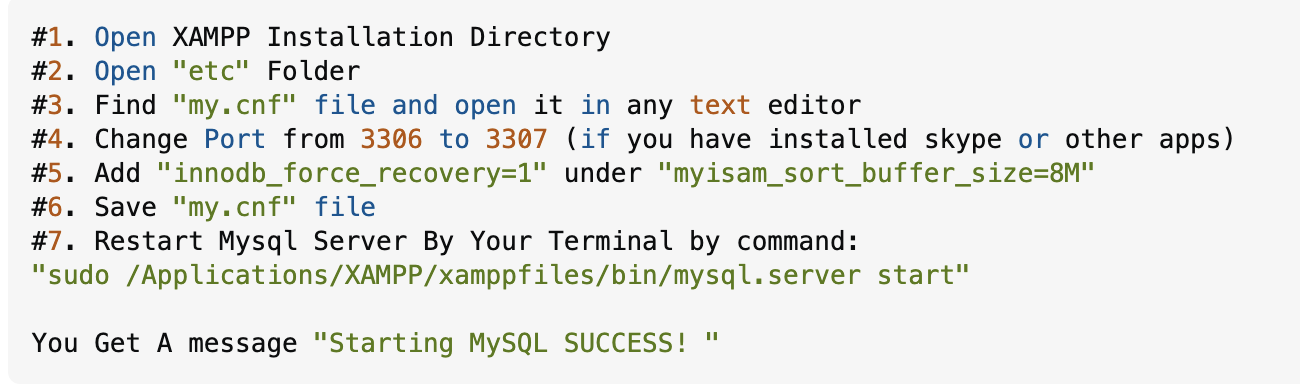 #1. Open XAMPP Installation Directory
#2. Open "etc" Folder
#3. Find "my.cnf" file and open it in any text editor
#4. Change Port from 3306 to 3307 (if you have installed skype or other apps)
#5. Add "innodb_force_recovery=1" under "myisam_sort_buffer_size=8M"
#6. Save "my.cnf" file
#7. Restart Mysql Server By Your Terminal by command:
"sudo /Applications/XAMPP/xamppfiles/bin/mysql.server start"
You Get A message "Starting MySQL SUCCESS! "